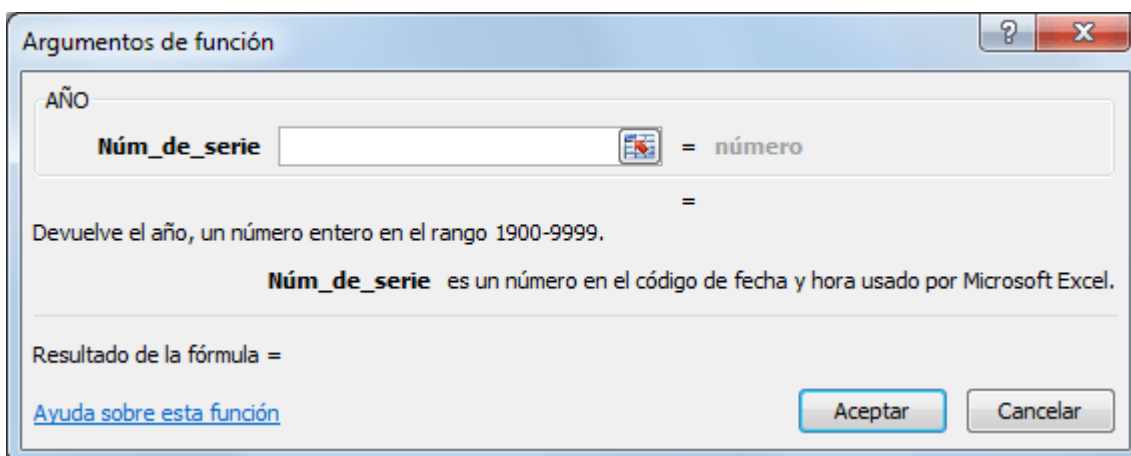 Argumentos de función
?
X
AÑO
Núm_de_serie = número
=
Devuelve el año, un número entero en el rango 1900-9999.
Núm_de_serie es un número en el código de fecha y hora usado por Microsoft Excel.
Resultado de la fórmula =
Ayuda sobre esta función Aceptar Cancelar